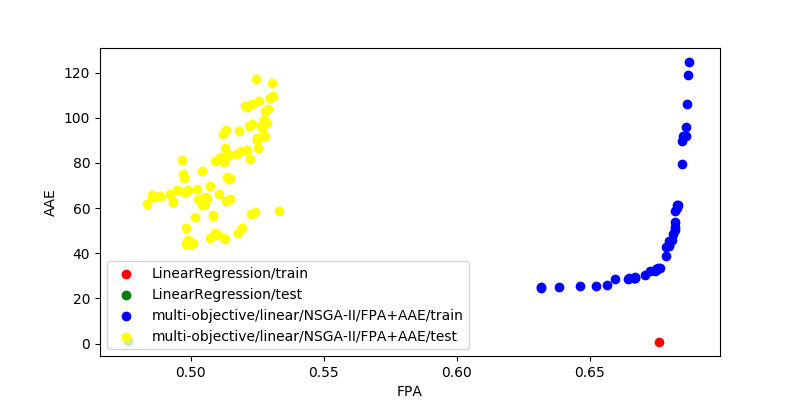 AAE
120
100
80
60
40
20
0
LinearRegression/train
LinearRegression/test
multi-objective/linear/NSGA-II/FPA+AAE/train
multi-objective/linear/NSGA-II/FPA+AAE/test
0.50 0.55 0.60 0.65
FPA